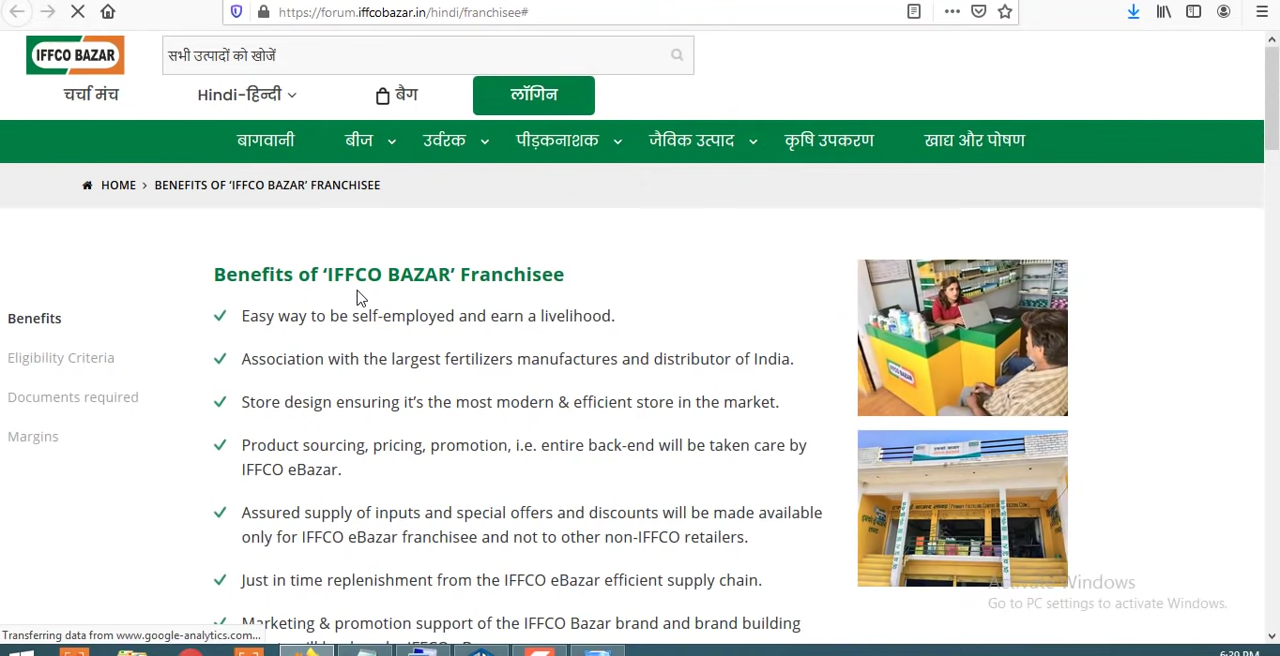 https://forum.iffcobazar.in/hindi/franchisee#
IFFCO BAZAR
सभी उत्पादों को खोजें
चर्चा मंच
Hindi-हिन्दी
बैग
लॉगिन
बागवानी
बीज
उर्वरक
पीड़कनाशक
जैविक उत्पाद
कृषि उपकरण
खाद्य और पोषण
HOME > BENEFITS OF ‘IFFCO BAZAR’ FRANCHISEE
Benefits
Eligibility Criteria
Documents required
Margins
Benefits of ‘IFFCO BAZAR’ Franchisee
Easy way to be self-employed and earn a livelihood.
Association with the largest fertilizers manufactures and distributor of India.
Store design ensuring it’s the most modern & efficient store in the market.
Product sourcing, pricing, promotion, i.e. entire back-end will be taken care by
IFFCO eBazar.
Assured supply of inputs and special offers and discounts will be made available
only for IFFCO eBazar franchisee and not to other non-IFFCO retailers.
Just in time replenishment from the IFFCO eBazar efficient supply chain.
Marketing & promotion support of the IFFCO Bazar brand and brand building
Activate Windows
Go to PC settings to activate Windows.
Transferring data from www.google-analytics.com...
6:39 PM